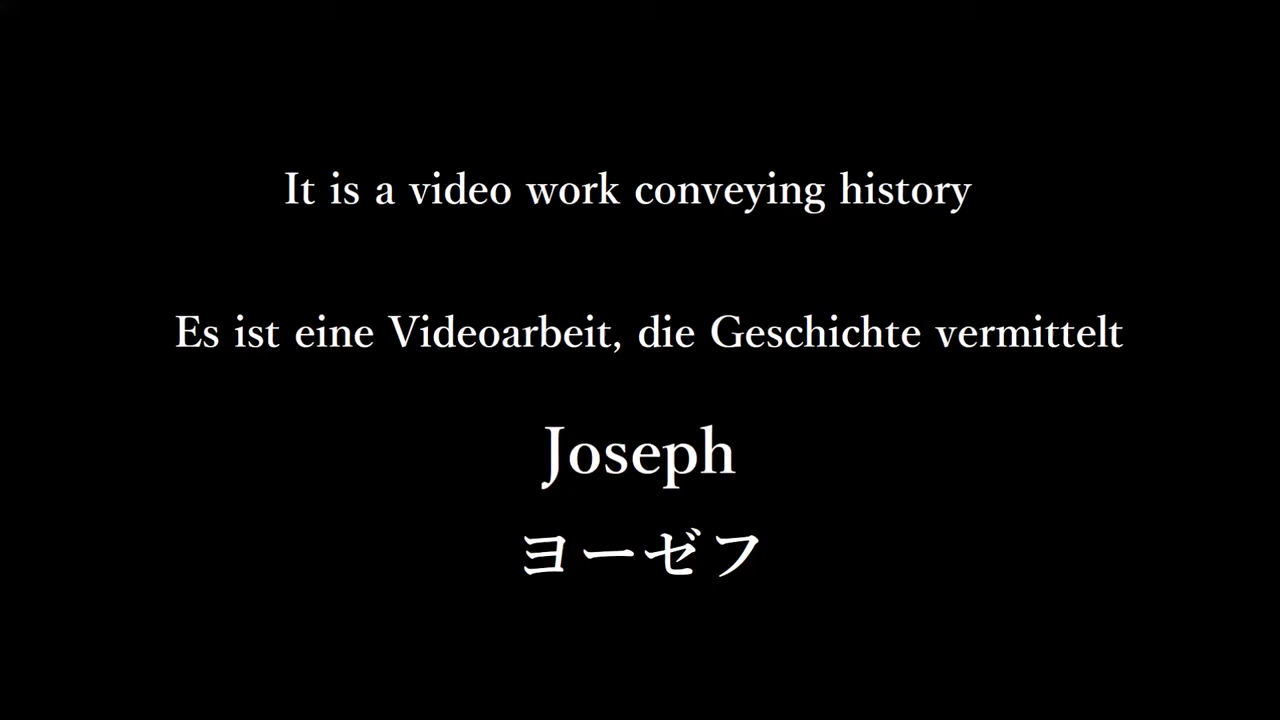 It is a video work conveying history
Es ist eine Videoarbeit, die Geschichte vermittelt
Joseph
ヨーゼフ